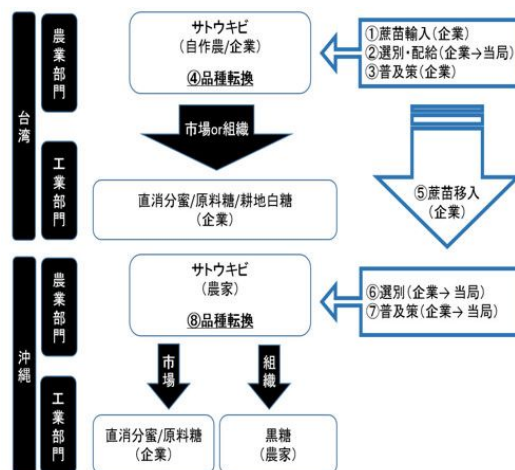 台湾
農業部門
サトウキビ
(自作農/企業)
④品種転換
①蔗苗輸入(企業)
②選別・配給(企業→当局)
③普及策(企業)
市場or組織
⑤蔗苗移入
(企業)
工業部門
直消分蜜/原料糖/耕地白糖
(企業)
沖縄
農業部門
サトウキビ
(農家)
⑧品種転換
⑥選別(企業→当局)
⑦普及策(企業→当局)
市場
組織
工業部門
直消分蜜/原料糖
(企業)
黒糖
(農家)